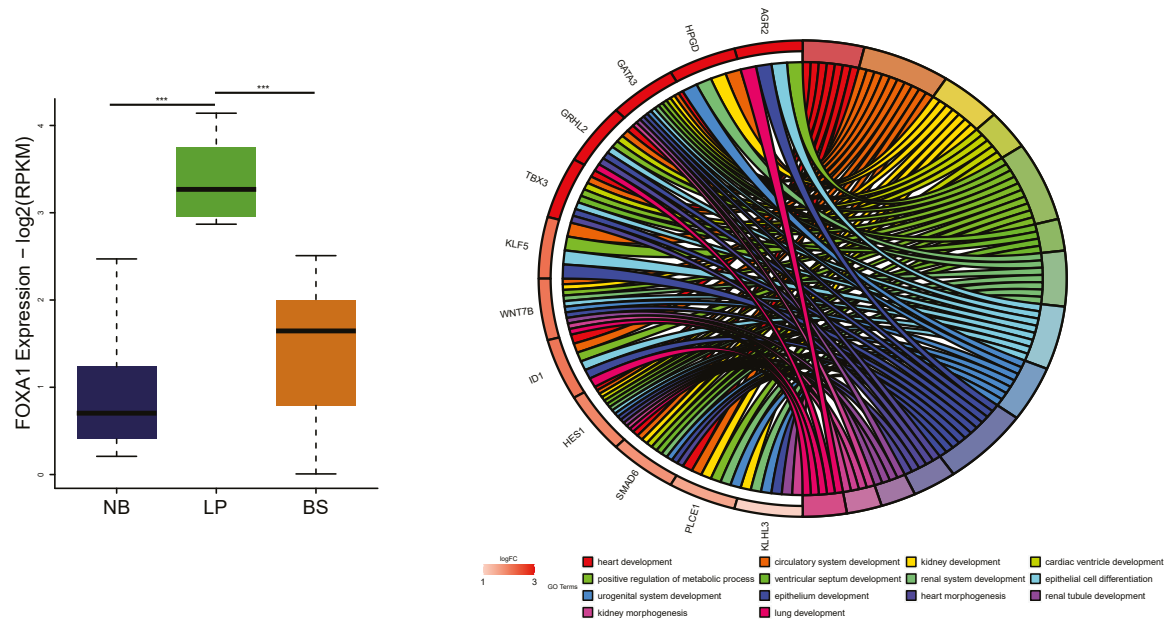 ***
***
FOXA1 Expression − log2(RPKM)
4
3
2
1
0
NB LP BS
AGR2
HPGD
GATA3
GRHL2
TBX3
KLF5
WNT7B
ID1
HES1
SMAD6
PLCE1
KLHL3
logFC
1 3
GO Terms
heart development circulatory system development kidney development cardiac ventricle development
positive regulation of metabolic process ventricular septum development renal system development epithelial cell differentiation
urogenital system development epithelium development heart morphogenesis renal tubule development
kidney morphogenesis lung development